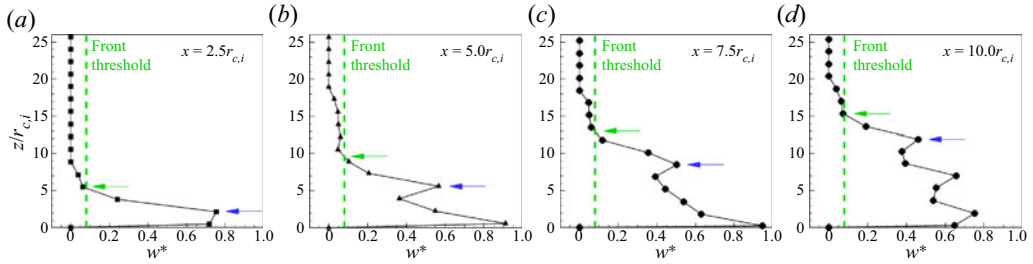 (a) (b) (c) (d)
25 Front threshold x = 2.5r_{c,i}
20
15
10
5
0
z/r_{c,i}
0 0.2 0.4 0.6 0.8 1.0
w*
25 Front threshold x = 5.0r_{c,i}
20
15
10
5
0
0 0.2 0.4 0.6 0.8 1.0
w*
25 Front threshold x = 7.5r_{c,i}
20
15
10
5
0
0 0.2 0.4 0.6 0.8 1.0
w*
25 Front threshold x = 10.0r_{c,i}
20
15
10
5
0
0 0.2 0.4 0.6 0.8 1.0
w*